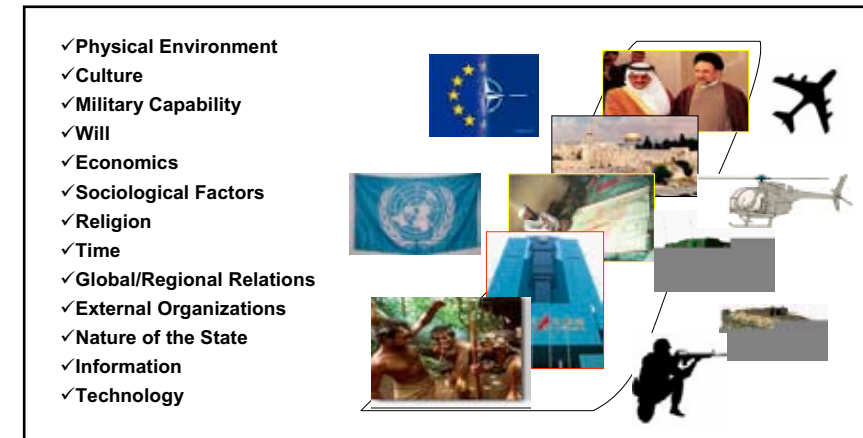 ✓Physical Environment
✓Culture
✓Military Capability
✓Will
✓Economics
✓Sociological Factors
✓Religion
✓Time
✓Global/Regional Relations
✓External Organizations
✓Nature of the State
✓Information
✓Technology